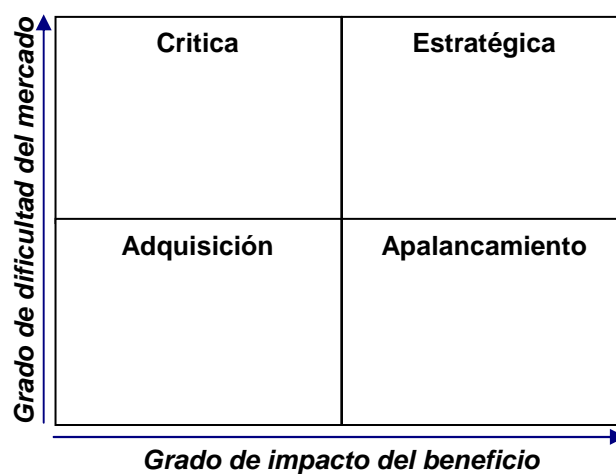 Grado de dificultad del mercado
Critica
Estratégica
Adquisición
Apalancamiento
Grado de impacto del beneficio